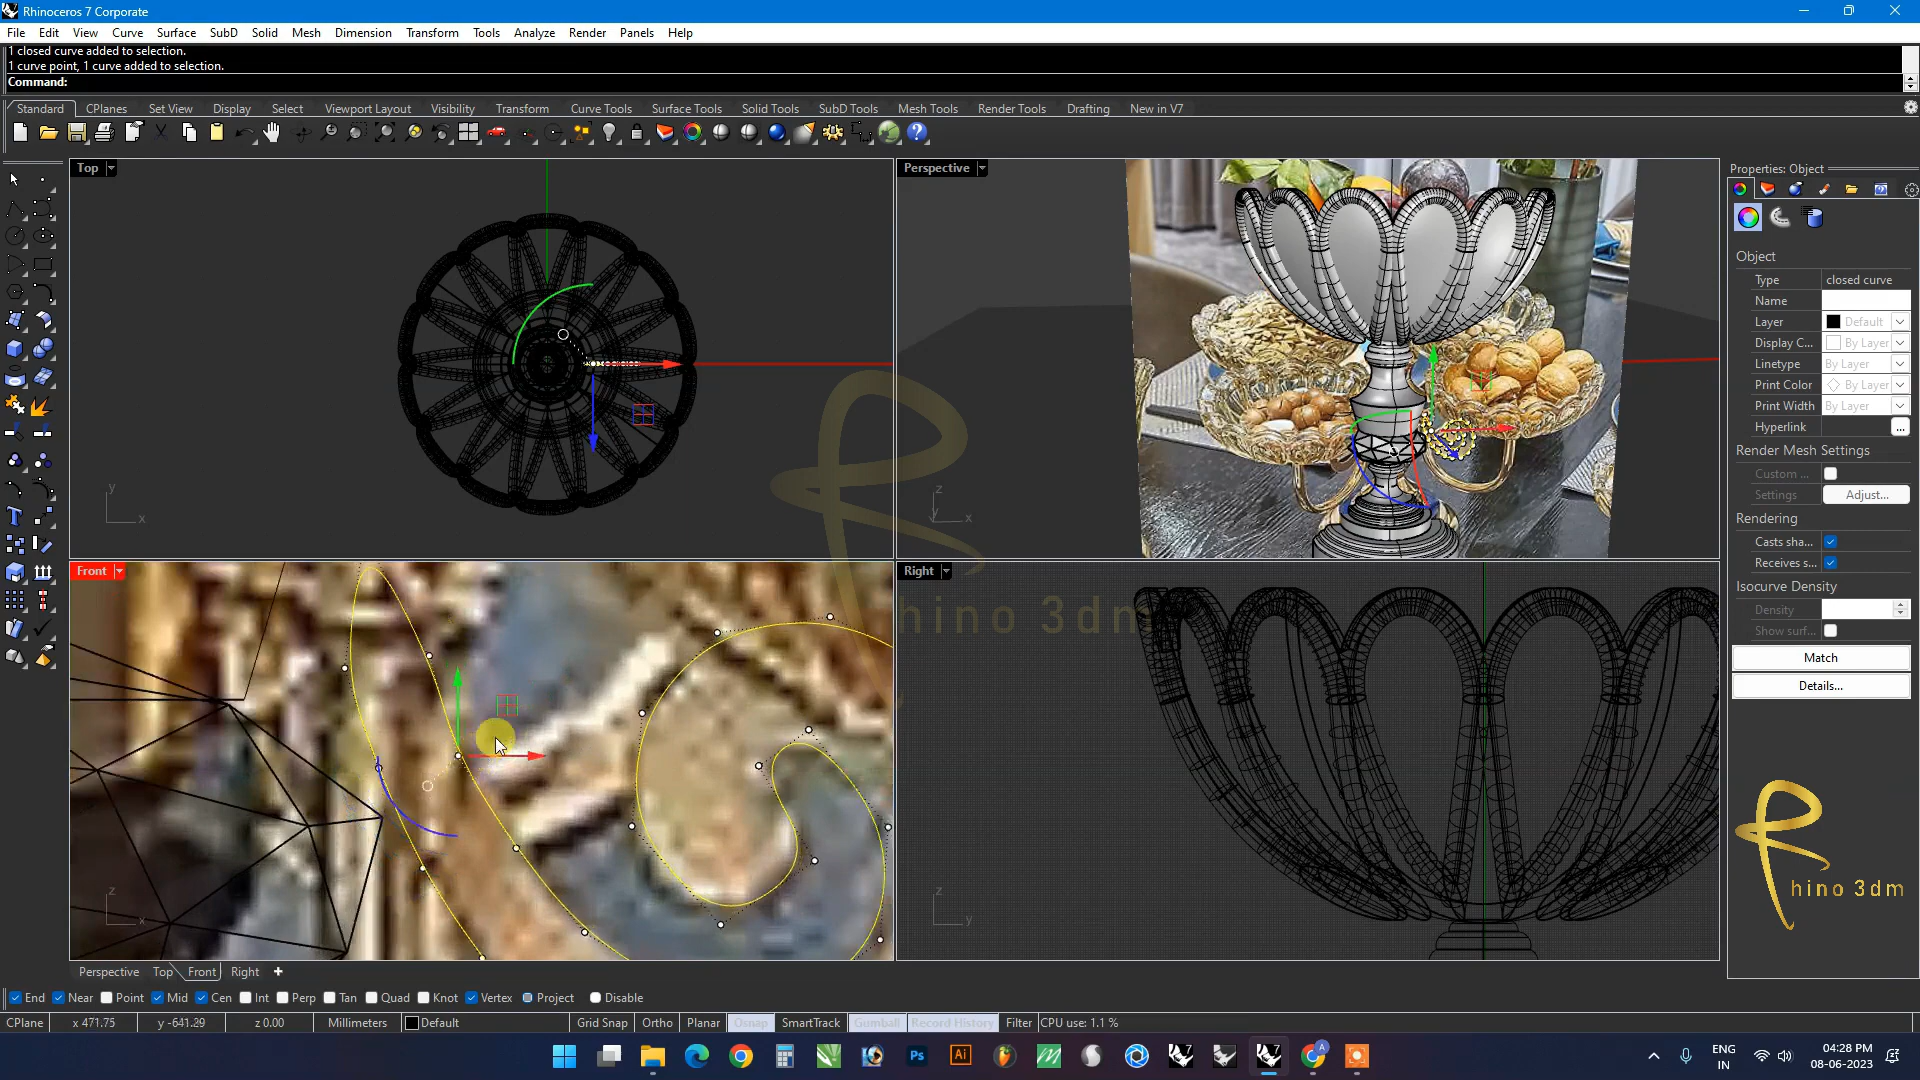 Rhinoceros 7 Corporate
File Edit View Curve Surface SubD Solid Mesh Dimension Transform Tools Analyze Render Panels Help
1 closed curve added to selection.
1 curve point, 1 curve added to selection.
Command:
Standard CPlanes Set View Display Select Viewport Layout Visibility Transform Curve Tools Surface Tools Solid Tools SubD Tools Mesh Tools Render Tools Drafting New in V7
Top
Perspective
Properties: Object
Object
Type closed curve
Name
Layer Default
Display C... By Layer
Linetype By Layer
Print Color By Layer
Print Width By Layer
Hyperlink ...
Render Mesh Settings
Custom ...
Settings Adjust...
Rendering
Casts sha...
Receives s...
Isocurve Density
Density
Show surf...
Match
Details...
y x
z y x
Front
Right
z x
z y
hino 3dm
hino 3dm
Perspective Top Front Right
End Near Point Mid Cen Int Perp Tan Quad Knot Vertex Project Disable
CPlane x 471.75 y -641.29 z 0.00 Millimeters Default Grid Snap Ortho Planar Osnap SmartTrack Gumball Record History Filter CPU use: 1.1 %
Ps Ai 7 7 A
ENG
IN
04:28 PM
08-06-2023